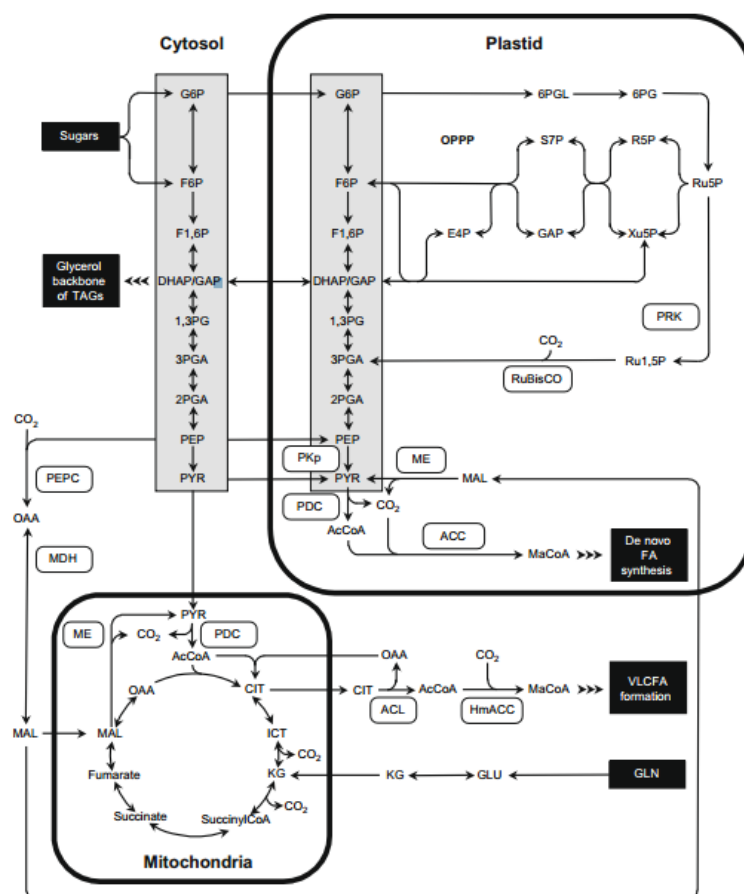 Cytosol
Plastid
G6P
G6P
6PGL
6PG
Sugars
OPPP
S7P
R5P
F6P
F6P
Ru5P
F1,6P
F1,6P
E4P
GAP
Xu5P
Glycerol
backbone
of TAGs
DHAP/GAP
DHAP/GAP
1,3PG
1,3PG
PRK
CO2
3PGA
3PGA
Ru1,5P
RuBisCO
2PGA
2PGA
CO2
PEP
PEP
PKp
ME
PEPC
PYR
PYR
MAL
PDC
CO2
OAA
AcCoA
ACC
MDH
MaCoA
De novo
FA
synthesis
PYR
ME
CO2
PDC
AcCoA
OAA
CO2
OAA
CIT
CIT
AcCoA
MaCoA
VLCFA
formation
ACL
HmACC
MAL
MAL
ICT
CO2
Fumarate
KG
KG
GLU
GLN
CO2
Succinate
SuccinylCoA
Mitochondria